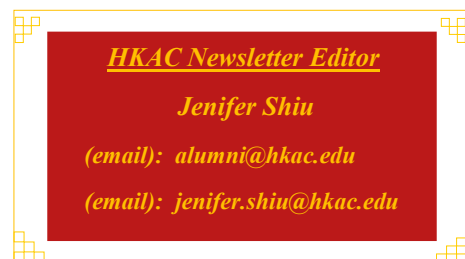 HKAC Newsletter Editor
Jenifer Shiu
(email): alumni@hkac.edu
(email): jenifer.shiu@hkac.edu